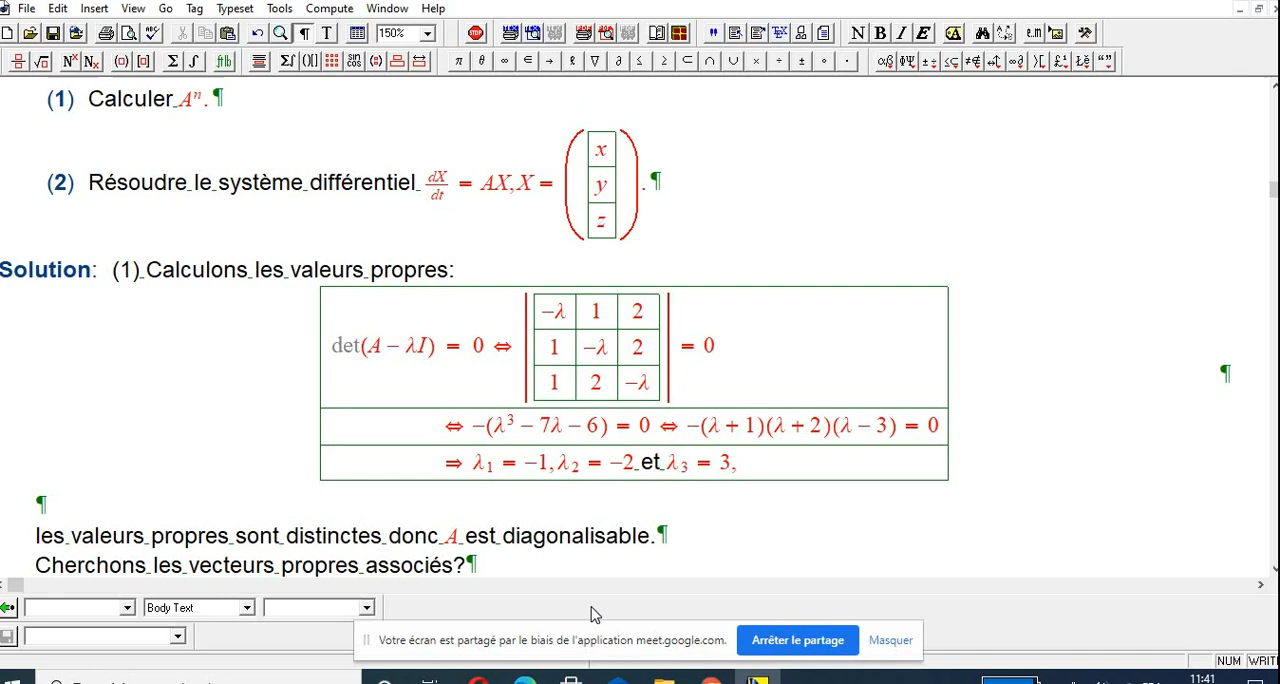 File Edit Insert View Go Tag Typeset Tools Compute Window Help
150%
(1) Calculer A^n. ¶
(2) Résoudre le système différentiel dX/dt = AX, X = ( x y z ). ¶
Solution: (1) Calculons les valeurs propres:
det(A − λI) = 0 ⇔ | −λ 1 2 | = 0
1 −λ 2
1 2 −λ
⇔ −(λ³ − 7λ − 6) = 0 ⇔ −(λ + 1)(λ + 2)(λ − 3) = 0
⇒ λ₁ = −1, λ₂ = −2 et λ₃ = 3,
¶
¶
les valeurs propres sont distinctes donc A est diagonalisable. ¶
Cherchons les vecteurs propres associés? ¶
Body Text
Votre écran est partagé par le biais de l'application meet.google.com. Arrêter le partage Masquer
NUM WRIT
11:41